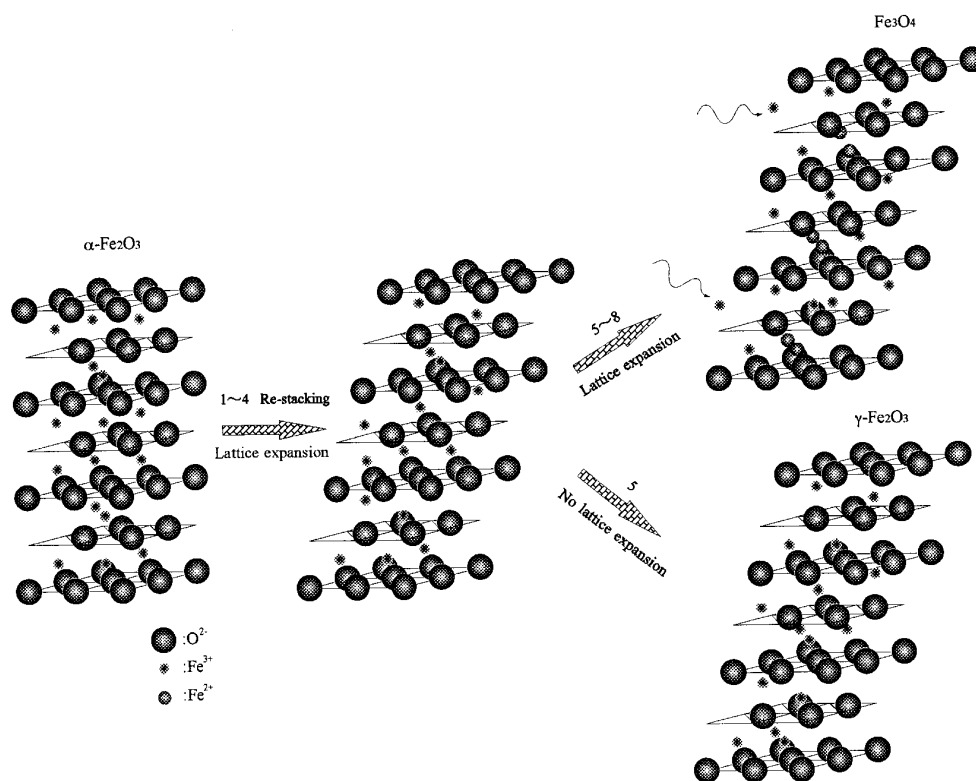 Fe₃O₄
α-Fe₂O₃
5~8
Lattice expansion
1~4 Re-stacking
Lattice expansion
γ-Fe₂O₃
5
No lattice expansion
:O²⁻
:Fe³⁺
:Fe²⁺